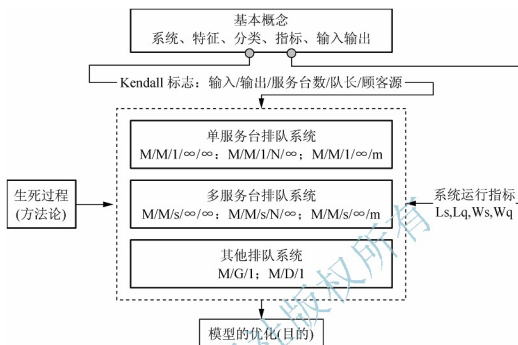 基本概念
系统、特征、分类、指标、输入输出
Kendall 标志：输入/输出/服务台数/队长/顾客源
单服务台排队系统
M/M/1/∞/∞；M/M/1/N/∞；M/M/1/∞/m
生死过程
(方法论)
多服务台排队系统
M/M/s/∞/∞；M/M/s/N/∞；M/M/s/∞/m
系统运行指标
Ls,Lq,Ws,Wq
其他排队系统
M/G/1；M/D/1
模型的优化(目的)
版权所有